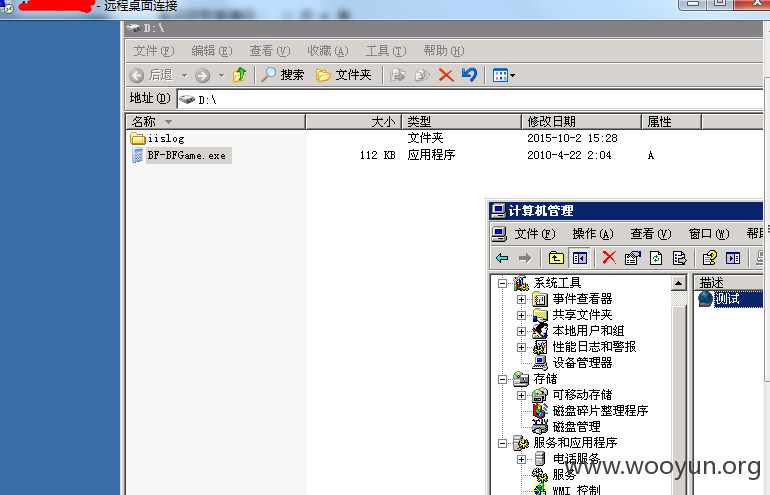 - 远程桌面连接
D:\
文件(F) 编辑(E) 查看(V) 收藏(A) 工具(T) 帮助(H)
后退 搜索 文件夹
地址(D) D:\
名称 大小 类型 修改日期 属性
iislog 文件夹 2015-10-2 15:28
BF-BFGame.exe 112 KB 应用程序 2010-4-22 2:04 A
计算机管理
文件(F) 操作(A) 查看(V) 窗口(W) 帮助
系统工具
事件查看器
共享文件夹
本地用户和组
性能日志和警报
设备管理器
存储
可移动存储
磁盘碎片整理程序
磁盘管理
服务和应用程序
电话服务
服务
WMI 控制
描述
测试
www.wooyun.org